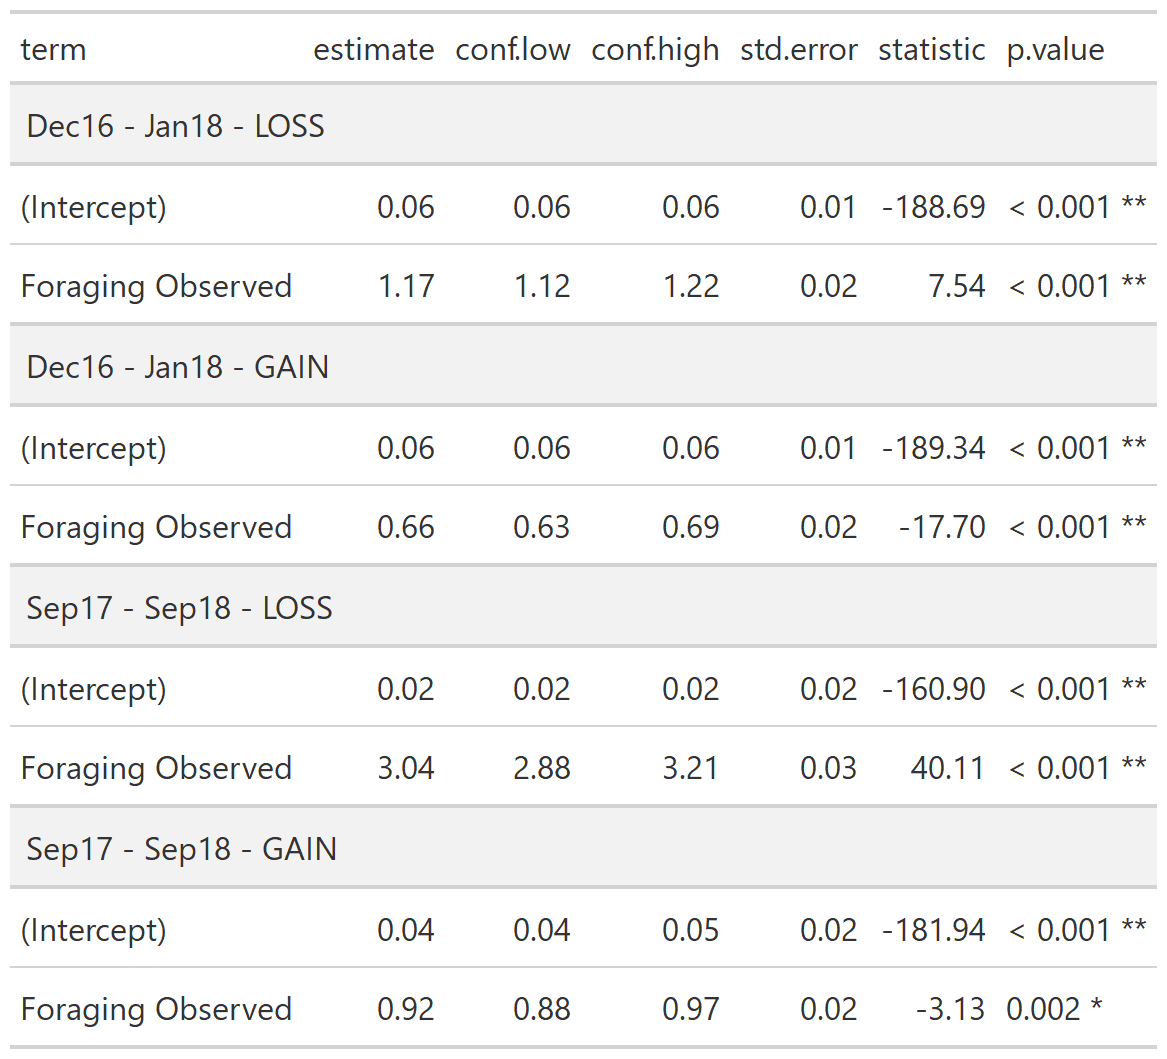 term estimate conf.low conf.high std.error statistic p.value
Dec16 - Jan18 - LOSS
(Intercept) 0.06 0.06 0.06 0.01 -188.69 < 0.001 **
Foraging Observed 1.17 1.12 1.22 0.02 7.54 < 0.001 **
Dec16 - Jan18 - GAIN
(Intercept) 0.06 0.06 0.06 0.01 -189.34 < 0.001 **
Foraging Observed 0.66 0.63 0.69 0.02 -17.70 < 0.001 **
Sep17 - Sep18 - LOSS
(Intercept) 0.02 0.02 0.02 0.02 -160.90 < 0.001 **
Foraging Observed 3.04 2.88 3.21 0.03 40.11 < 0.001 **
Sep17 - Sep18 - GAIN
(Intercept) 0.04 0.04 0.05 0.02 -181.94 < 0.001 **
Foraging Observed 0.92 0.88 0.97 0.02 -3.13 0.002 *